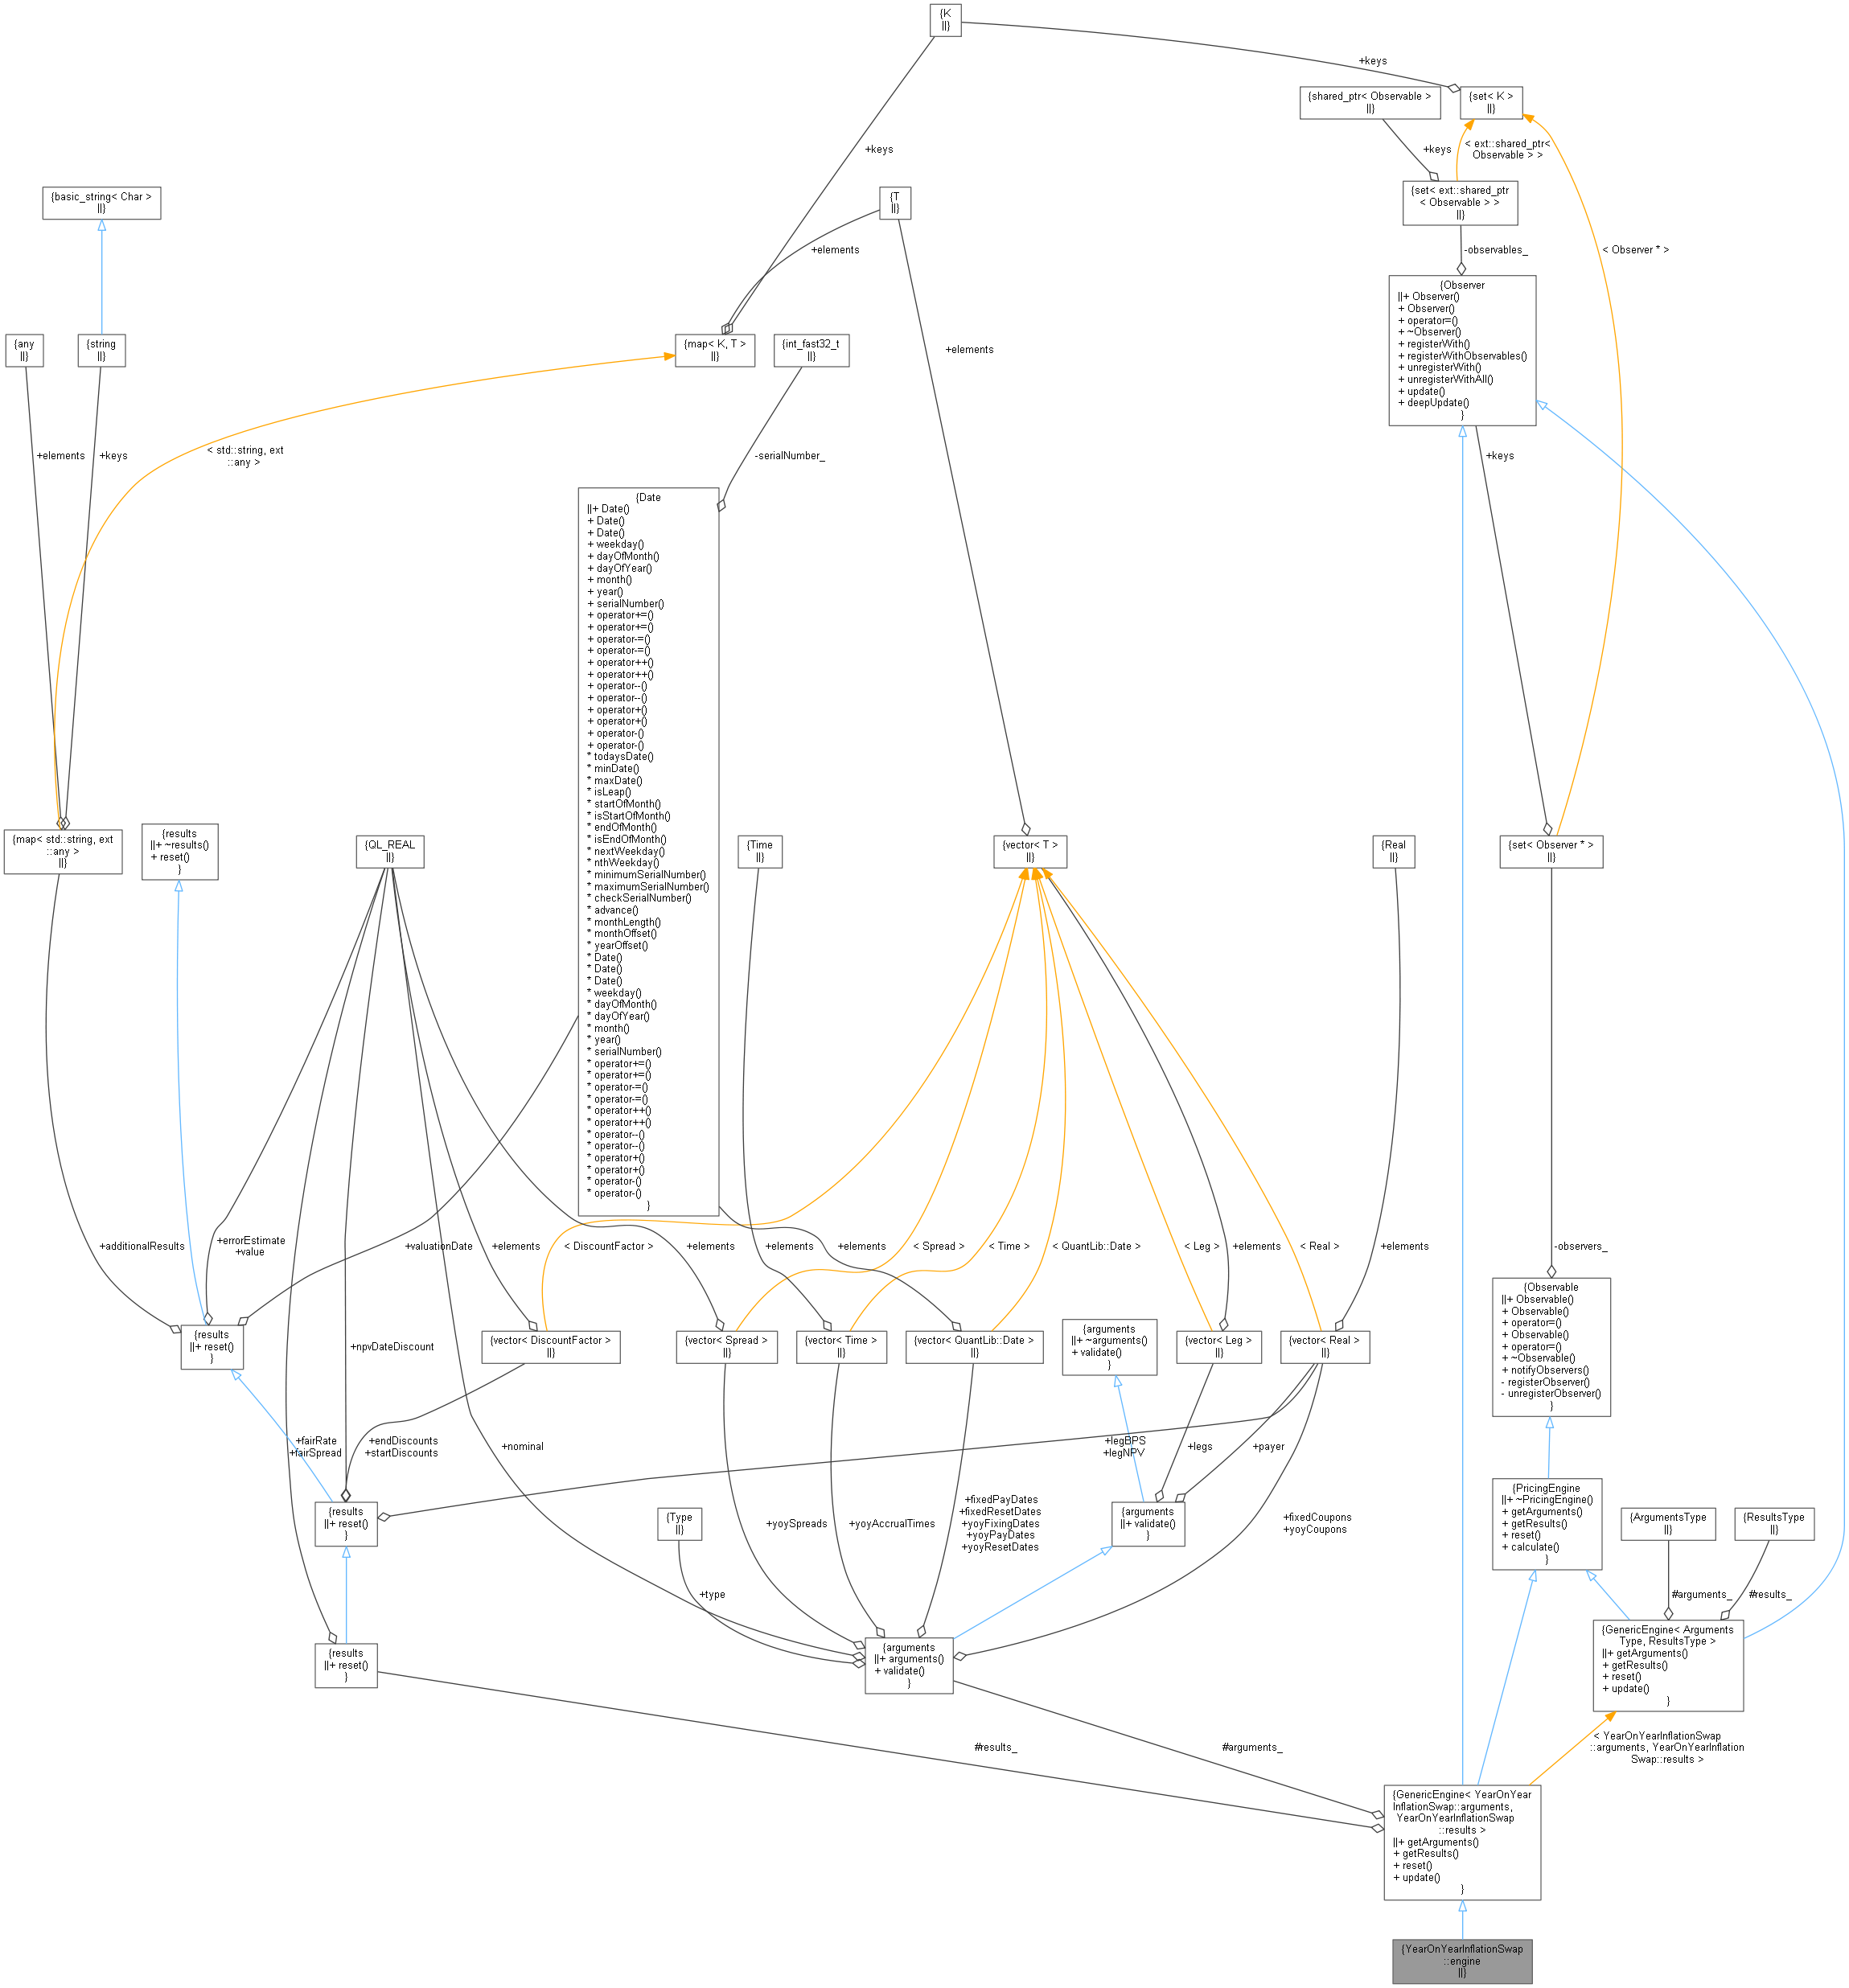 {K
||}
+keys
{shared_ptr< Observable >
||}
{set< K >
||}
+keys
+keys
< ext::shared_ptr<
Observable > >
{basic_string< Char >
||}
{T
||}
{set< ext::shared_ptr
< Observable > >
||}
+elements
-observables_
< Observer * >
{any
||}
{string
||}
{map< K, T >
||}
{int_fast32_t
||}
+elements
{Observer
||+ Observer()
+ Observer()
+ operator=()
+ ~Observer()
+ registerWith()
+ registerWithObservables()
+ unregisterWith()
+ unregisterWithAll()
+ update()
+ deepUpdate()
}
+elements
+keys
< std::string, ext
::any >
-serialNumber_
+keys
{Date
||+ Date()
+ Date()
+ Date()
+ weekday()
+ dayOfMonth()
+ dayOfYear()
+ month()
+ year()
+ serialNumber()
+ operator+=()
+ operator+=()
+ operator-=()
+ operator-=()
+ operator++()
+ operator++()
+ operator--()
+ operator--()
+ operator+()
+ operator+()
+ operator-()
+ operator-()
* todaysDate()
* minDate()
* maxDate()
* isLeap()
* startOfMonth()
* isStartOfMonth()
* endOfMonth()
* isEndOfMonth()
* nextWeekday()
* nthWeekday()
* minimumSerialNumber()
* maximumSerialNumber()
* checkSerialNumber()
* advance()
* monthLength()
* monthOffset()
* yearOffset()
* Date()
* Date()
* Date()
* weekday()
* dayOfMonth()
* dayOfYear()
* month()
* year()
* serialNumber()
* operator+=()
* operator+=()
* operator-=()
* operator-=()
* operator++()
* operator++()
* operator--()
* operator--()
* operator+()
* operator+()
* operator-()
* operator-()
}
{map< std::string, ext
::any >
||}
{results
||+ ~results()
+ reset()
}
{QL_REAL
||}
{Time
||}
{vector< T >
||}
{Real
||}
{set< Observer * >
||}
+additionalResults
+errorEstimate
+value
+valuationDate
+elements
< DiscountFactor >
+elements
+elements
+elements
< Spread >
< Time >
< QuantLib::Date >
< Leg >
+elements
< Real >
+elements
-observers_
{results
||+ reset()
}
+npvDateDiscount
{vector< DiscountFactor >
||}
{vector< Spread >
||}
{vector< Time >
||}
{vector< QuantLib::Date >
||}
{arguments
||+ ~arguments()
+ validate()
}
{vector< Leg >
||}
{vector< Real >
||}
{Observable
||+ Observable()
+ Observable()
+ operator=()
+ Observable()
+ operator=()
+ ~Observable()
+ notifyObservers()
- registerObserver()
- unregisterObserver()
}
+fairRate
+fairSpread
+endDiscounts
+startDiscounts
+nominal
+legBPS
+legNPV
+legs
+payer
{results
||+ reset()
}
{Type
||}
+yoySpreads
+yoyAccrualTimes
+fixedPayDates
+fixedResetDates
+yoyFixingDates
+yoyPayDates
+yoyResetDates
{arguments
||+ validate()
}
+fixedCoupons
+yoyCoupons
{PricingEngine
||+ ~PricingEngine()
+ getArguments()
+ getResults()
+ reset()
+ calculate()
}
{ArgumentsType
||}
{ResultsType
||}
+type
#arguments_
#results_
{results
||+ reset()
}
{arguments
||+ arguments()
+ validate()
}
{GenericEngine< Arguments
Type, ResultsType >
||+ getArguments()
+ getResults()
+ reset()
+ update()
}
#results_
#arguments_
< YearOnYearInflationSwap
::arguments, YearOnYearInflation
Swap::results >
{GenericEngine< YearOnYear
InflationSwap::arguments,
YearOnYearInflationSwap
::results >
||+ getArguments()
+ getResults()
+ reset()
+ update()
}
{YearOnYearInflationSwap
::engine
||}